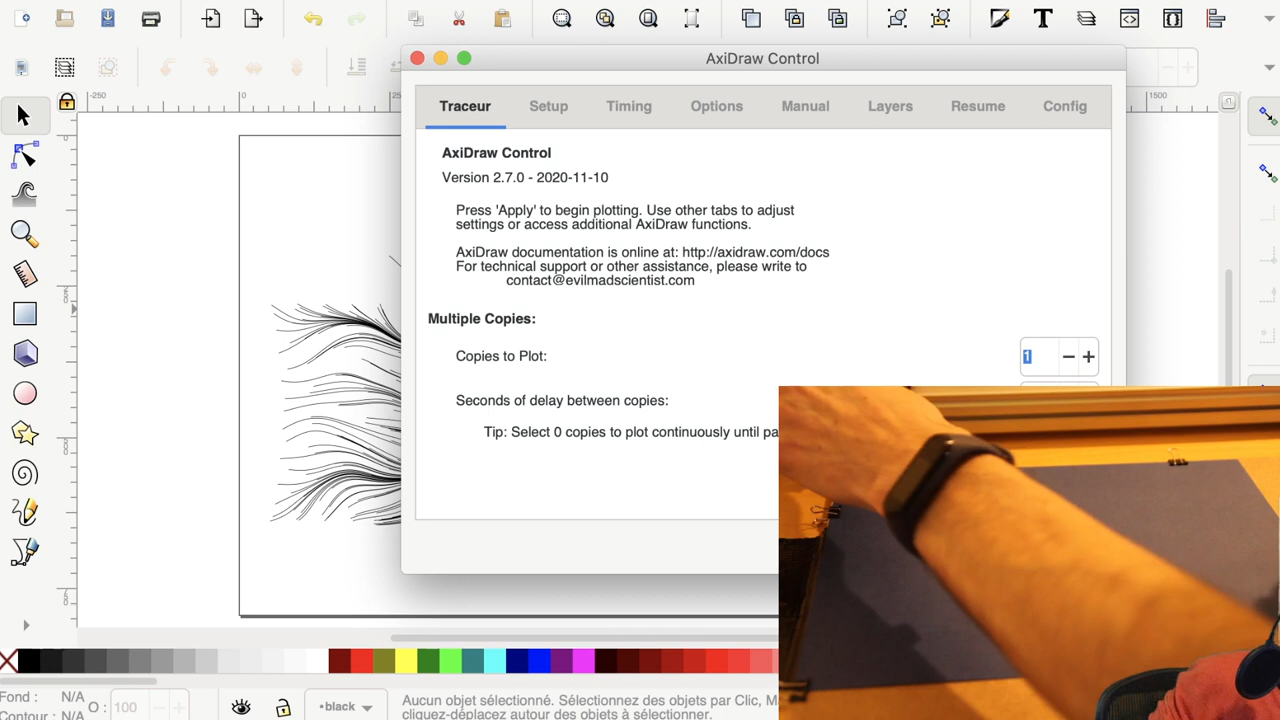 AxiDraw Control
-250
0
1500
Traceur Setup Timing Options Manual Layers Resume Config
AxiDraw Control
Version 2.7.0 - 2020-11-10
Press 'Apply' to begin plotting. Use other tabs to adjust
settings or access additional AxiDraw functions.
AxiDraw documentation is online at: http://axidraw.com/docs
For technical support or other assistance, please write to
contact@evilmadscientist.com
Multiple Copies:
Copies to Plot: 1
Seconds of delay between copies:
Tip: Select 0 copies to plot continuously until pa
Fond : N/A
Contour : N/A
O : 100
•black
Aucun objet sélectionné. Sélectionnez des objets par Clic, M
cliquez-déplacez autour des objets à sélectionner.